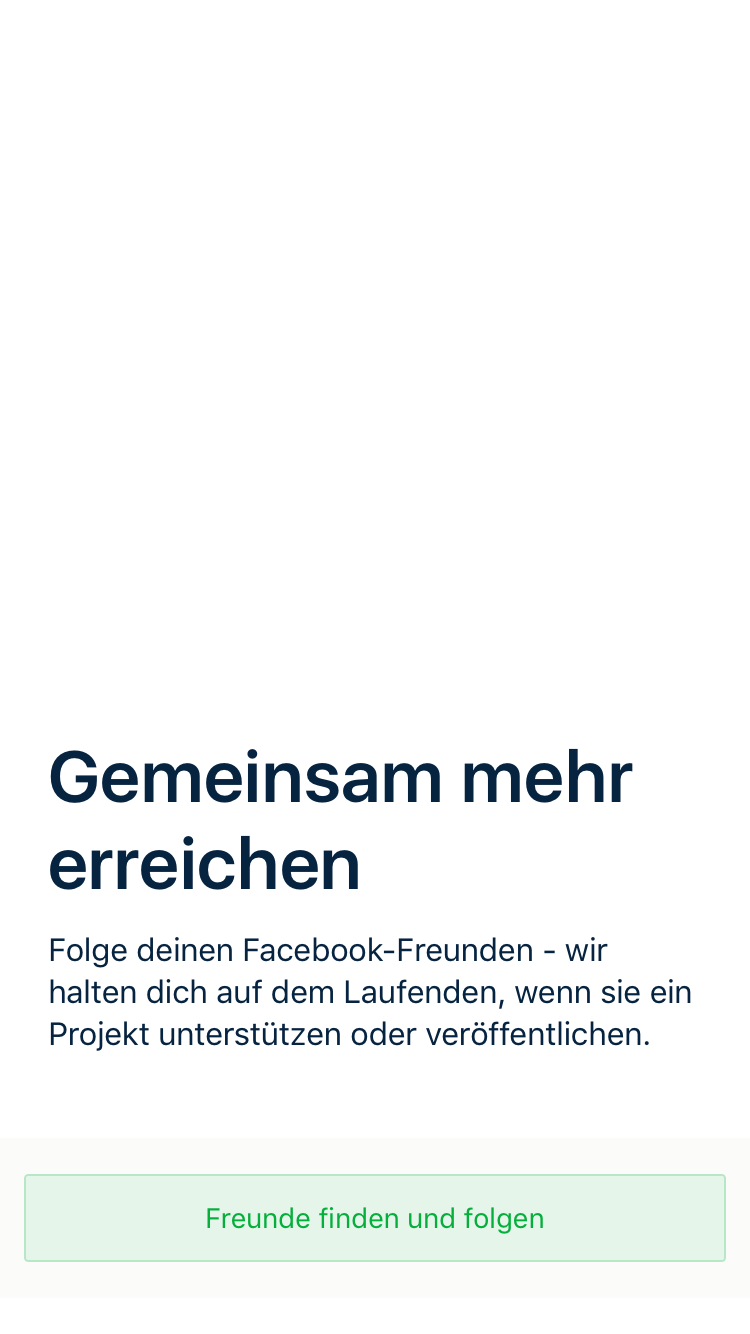 Gemeinsam mehr
erreichen
Folge deinen Facebook-Freunden - wir
halten dich auf dem Laufenden, wenn sie ein
Projekt unterstützen oder veröffentlichen.
Freunde finden und folgen